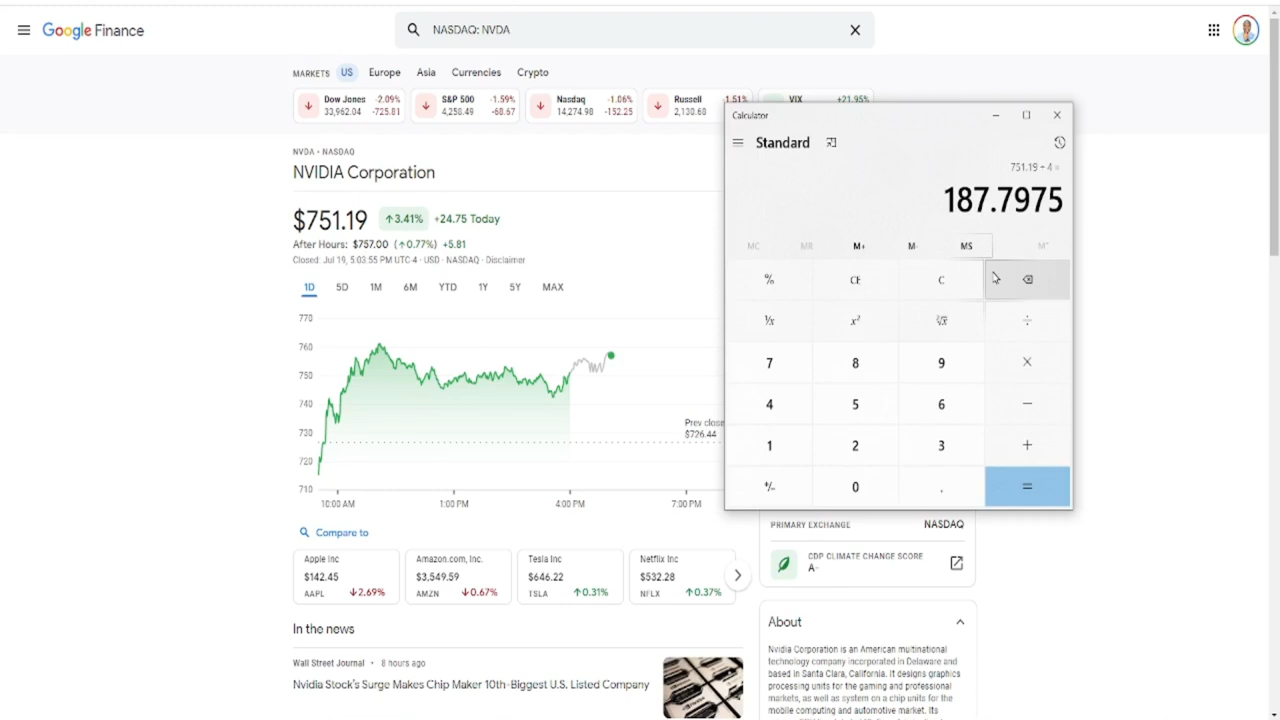 Google Finance
NASDAQ: NVDA
MARKETS US Europe Asia Currencies Crypto
Dow Jones -2.09%
33,962.04 -725.81
S&P 500 -1.59%
4,258.49 -68.67
Nasdaq -1.06%
14,274.98 -152.25
Russell -1.51%
2,130.68
VIX +21.95%
NVDA • NASDAQ
NVIDIA Corporation
$751.19 ↑3.41% +24.75 Today
After Hours: $757.00 (↑0.77%) +5.81
Closed: Jul 19, 5:03:55 PM UTC-4 · USD · NASDAQ · Disclaimer
1D 5D 1M 6M YTD 1Y 5Y MAX
770
760
750
740
730
720
710
Prev close
$726.44
10:00 AM 1:00 PM 4:00 PM 7:00 PM
Compare to
Apple Inc
$142.45
AAPL ↓2.69%
Amazon.com, Inc.
$3,549.59
AMZN ↓0.67%
Tesla Inc
$646.22
TSLA ↑0.31%
Netflix Inc
$532.28
NFLX ↑0.37%
In the news
Wall Street Journal • 8 hours ago
Nvidia Stock's Surge Makes Chip Maker 10th-Biggest U.S. Listed Company
Calculator
Standard
751.19 ÷ 4 =
187.7975
MC MR M+ M- MS M˅
% CE C
⅟x x² ²√x ÷
7 8 9 ×
4 5 6 −
1 2 3 +
+/− 0 . =
PRIMARY EXCHANGE NASDAQ
CDP CLIMATE CHANGE SCORE
A-
About
Nvidia Corporation is an American multinational
technology company incorporated in Delaware and
based in Santa Clara, California. It designs graphics
processing units for the gaming and professional
markets, as well as system on a chip units for the
mobile computing and automotive market. Its